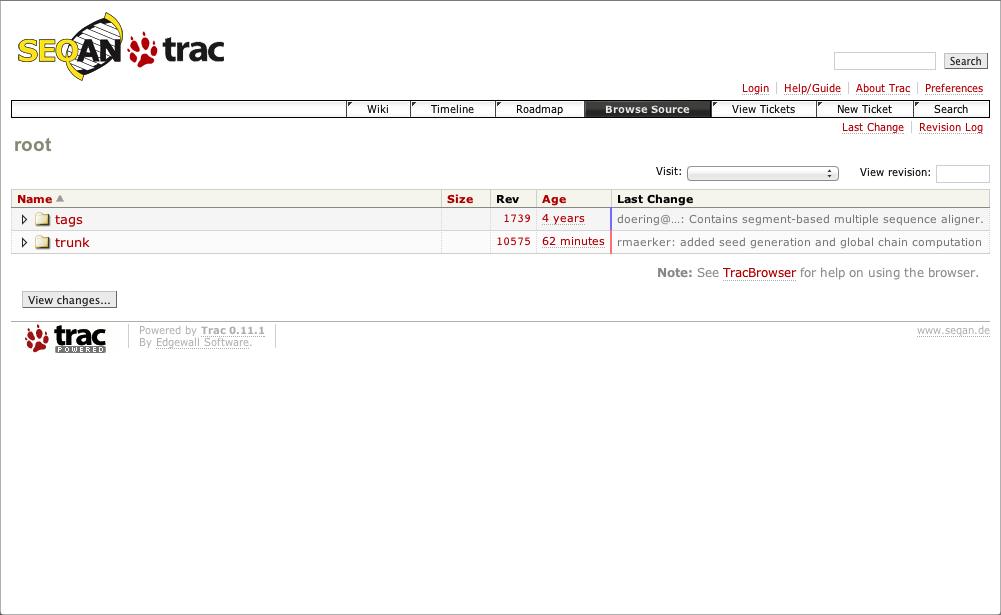 SEQAN trac
Search
Login Help/Guide About Trac Preferences
Wiki Timeline Roadmap Browse Source View Tickets New Ticket Search
Last Change Revision Log
root
Visit: View revision:
Name Size Rev Age Last Change
tags 1739 4 years doering@...: Contains segment-based multiple sequence aligner.
trunk 10575 62 minutes rmaerker: added seed generation and global chain computation
Note: See TracBrowser for help on using the browser.
View changes...
trac POWERED
Powered by Trac 0.11.1
By Edgewall Software.
www.seqan.de